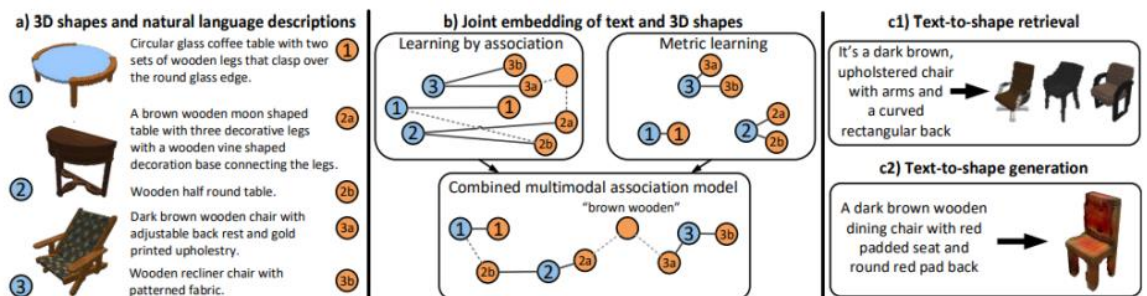 a) 3D shapes and natural language descriptions
Circular glass coffee table with two
sets of wooden legs that clasp over
the round glass edge.
1
1
A brown wooden moon shaped
table with three decorative legs
with a wooden vine shaped
decoration base connecting the legs.
2a
2
Wooden half round table.
2b
Dark brown wooden chair with
adjustable back rest and gold
printed upholestry.
3a
Wooden recliner chair with
patterned fabric.
3
3b
b) Joint embedding of text and 3D shapes
Learning by association
3b
3
3a
1
1
2
2a
2b
Metric learning
3a
3
3b
1
1
2
2a
2b
Combined multimodal association model
"brown wooden"
1
1
2b
2
2a
3a
3
3b
c1) Text-to-shape retrieval
It's a dark brown,
upholstered chair
with arms and
a curved
rectangular back
c2) Text-to-shape generation
A dark brown wooden
dining chair with red
padded seat and
round red pad back